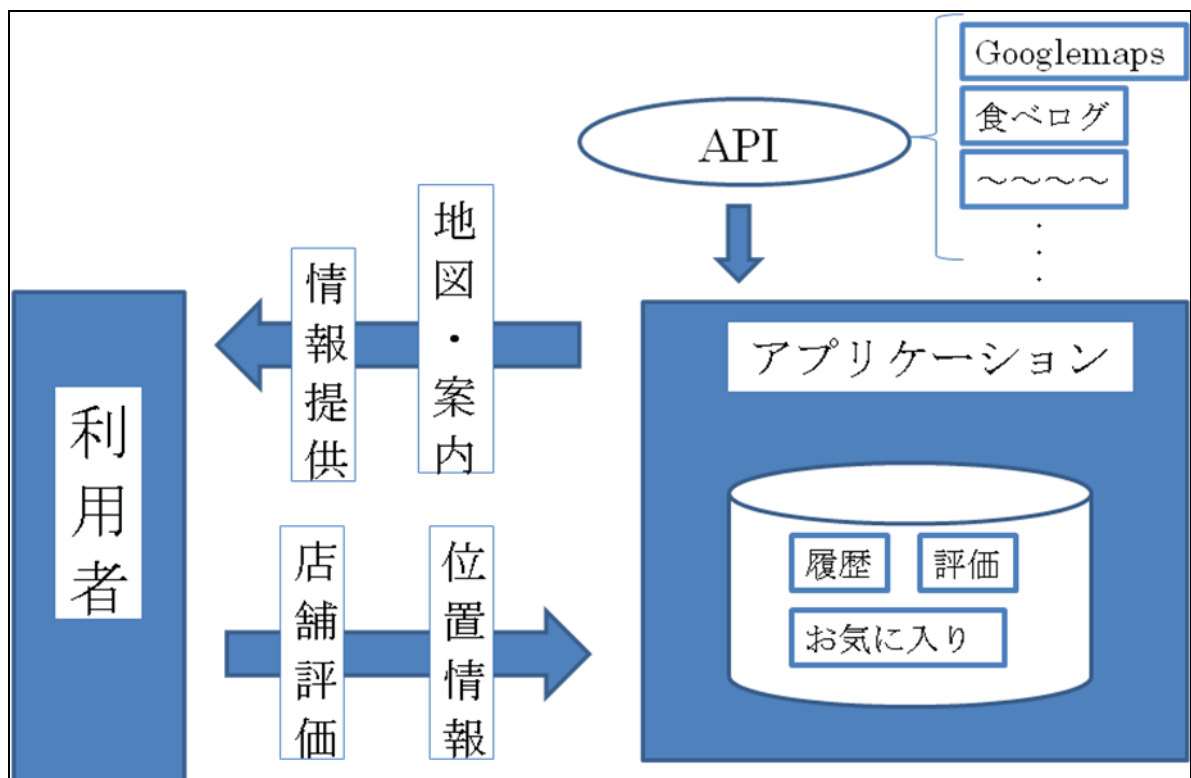 Googlemaps
食べログ
～～～～
・
・
・
API
地図・案内
情報提供
アプリケーション
利用者
履歴
評価
お気に入り
店舗評価
位置情報